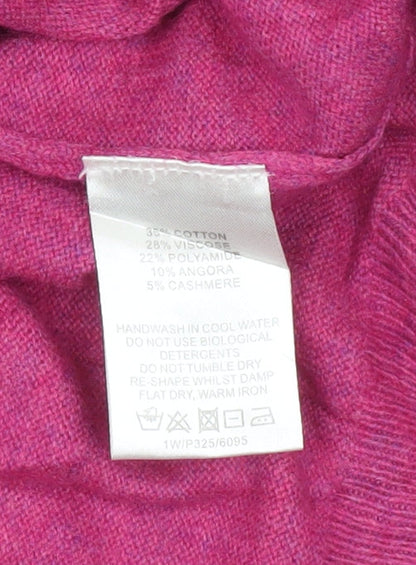 35% COTTON
28% VISCOSE
22% POLYAMIDE
10% ANGORA
5% CASHMERE
HANDWASH IN COOL WATER
DO NOT USE BIOLOGICAL
DETERGENTS
DO NOT TUMBLE DRY
RE-SHAPE WHILST DAMP
FLAT DRY, WARM IRON
1W/P325/609S